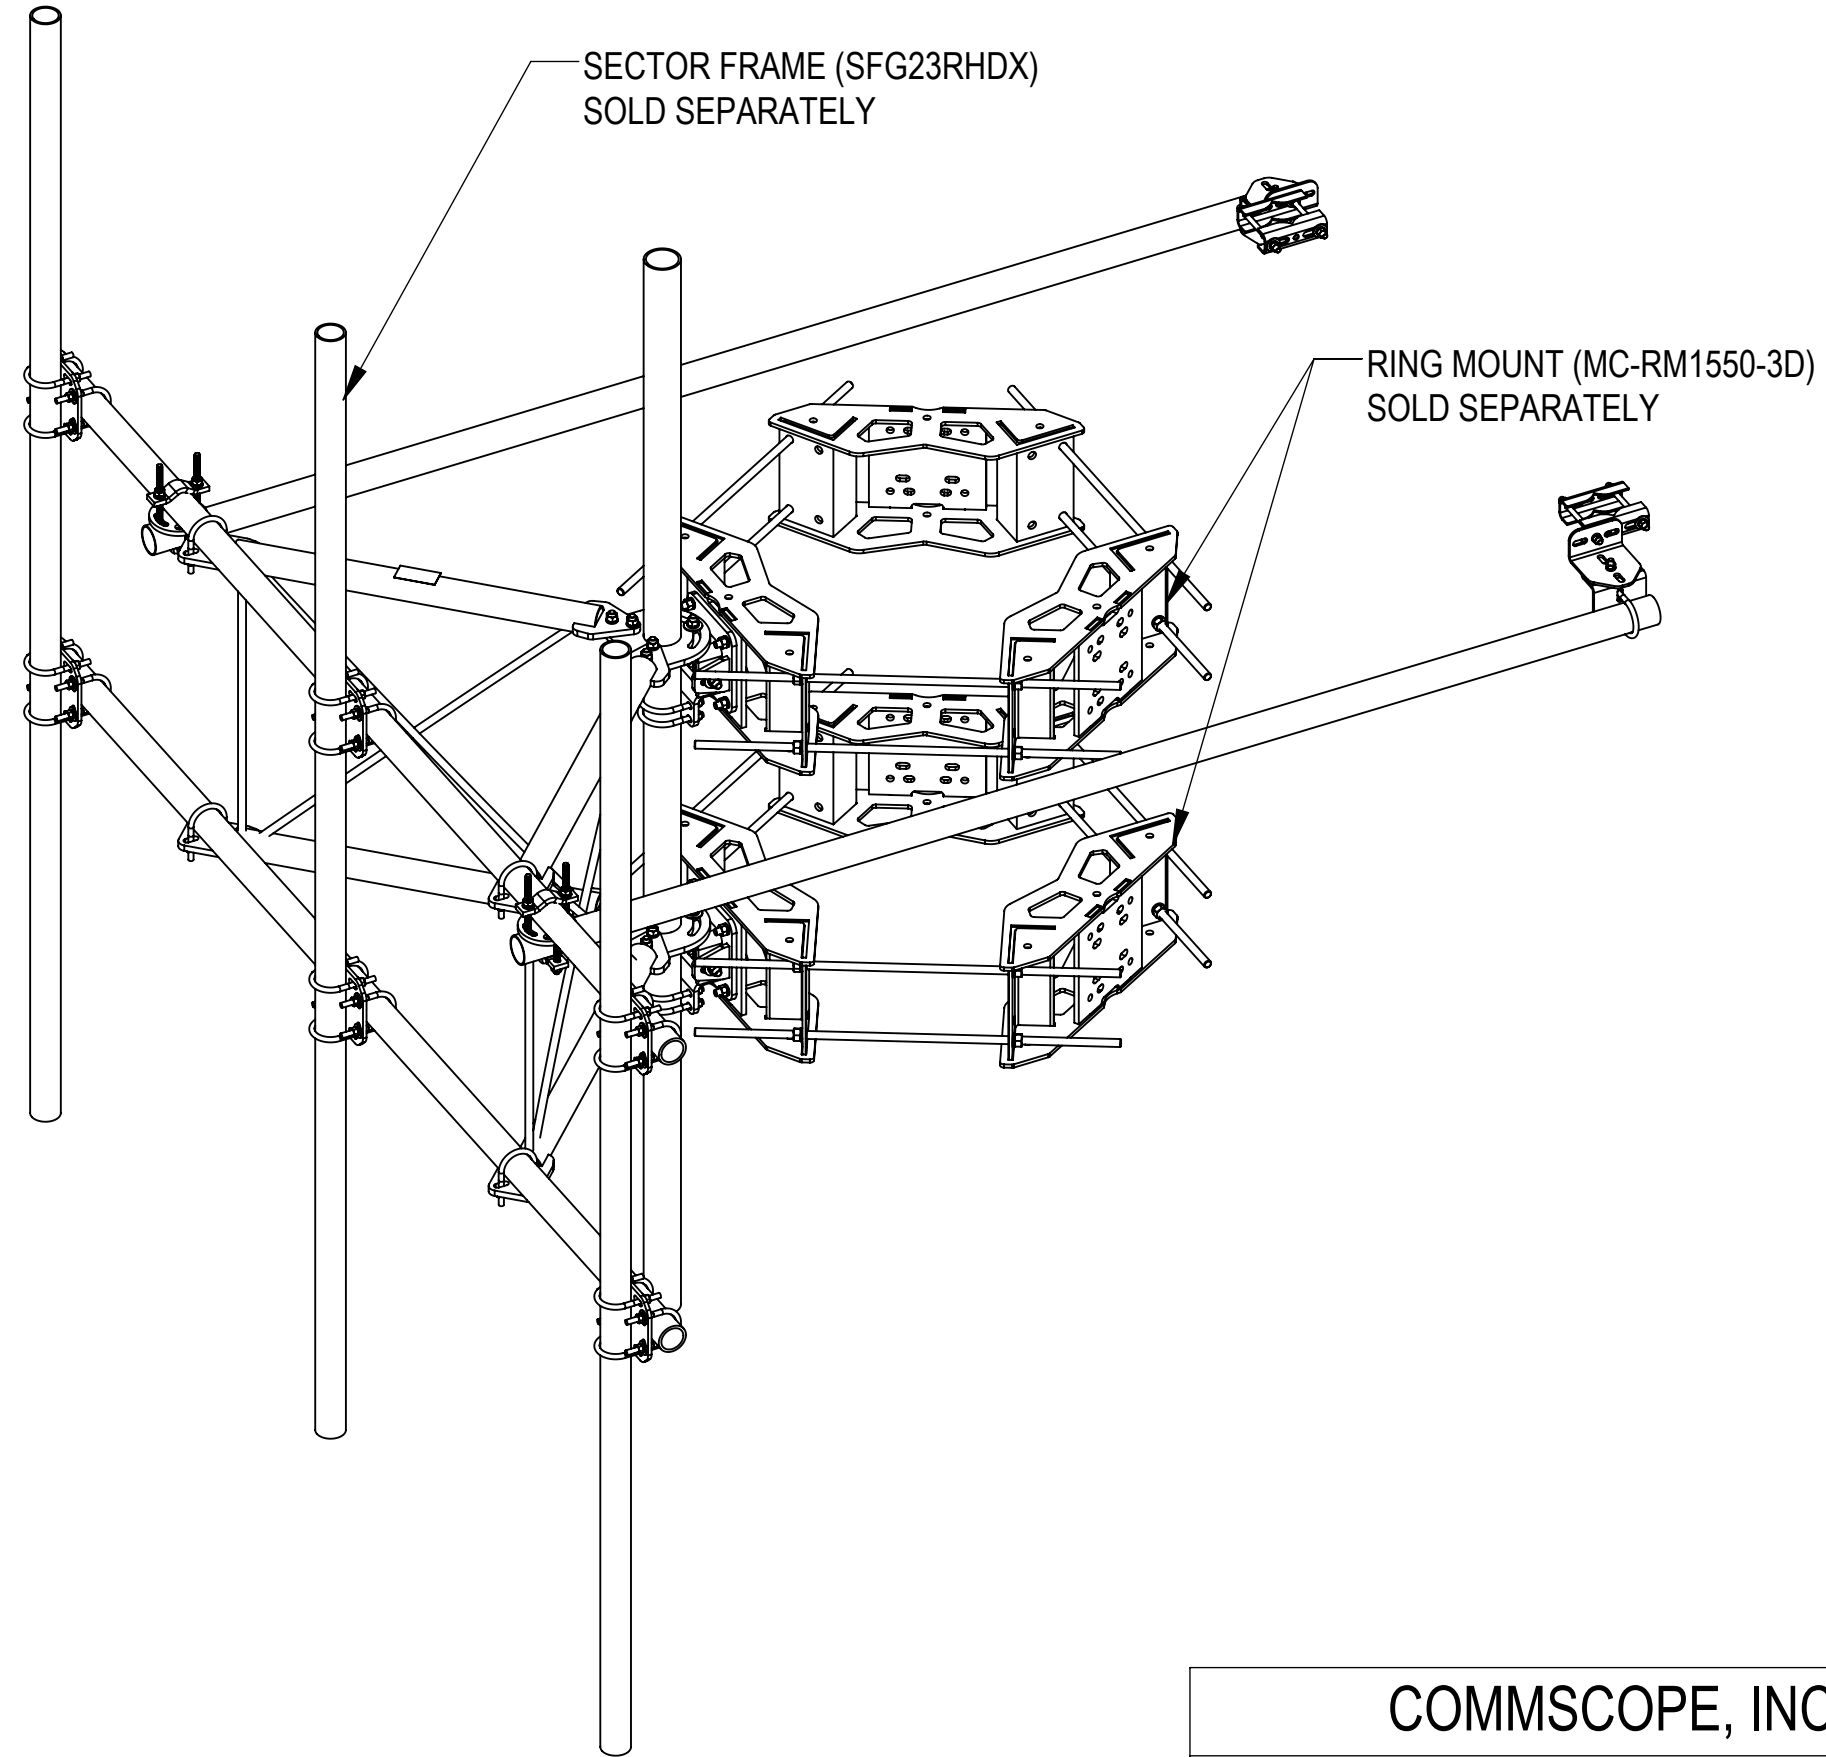 SECTOR FRAME (SFG23RHDX)
SOLD SEPARATELY
RING MOUNT (MC-RM1550-3D)
SOLD SEPARATELY
COMMSCOPE, INC